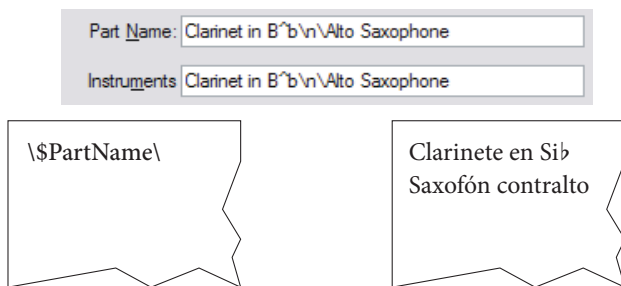 Part Name: Clarinet in B^b\n\Alto Saxophone
Instruments Clarinet in B^b\n\Alto Saxophone
\$PartName\
Clarinete en Si♭
Saxofón contralto